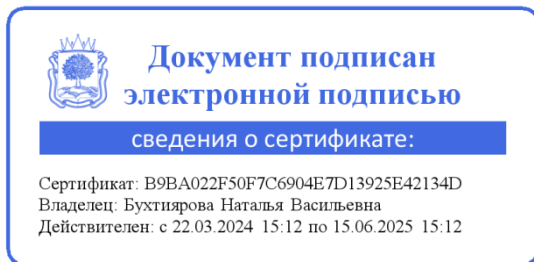 Документ подписан
электронной подписью
сведения о сертификате:
Сертификат: B9BA022F50F7C6904E7D13925E42134D
Владелец: Бухтиярова Наталья Васильевна
Действителен: с 22.03.2024 15:12 по 15.06.2025 15:12